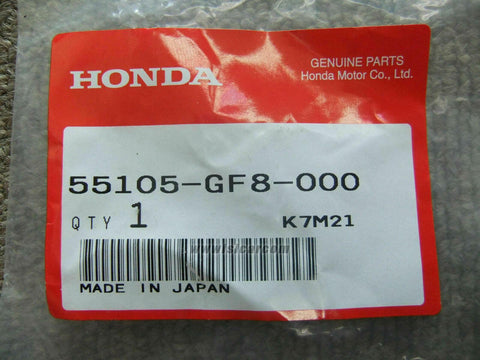 HONDA
GENUINE PARTS
Honda Motor Co., Ltd.
55105-GF8-000
QTY 1 K7M21
MADE IN JAPAN